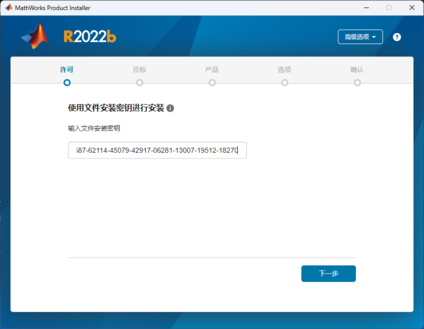 MathWorks Product Installer
R2022b
高级选项
?
许可
目标
产品
选项
确认
使用文件安装密钥进行安装
输入文件安装密钥
i87-62114-45079-42917-06281-13007-19512-18270
下一步